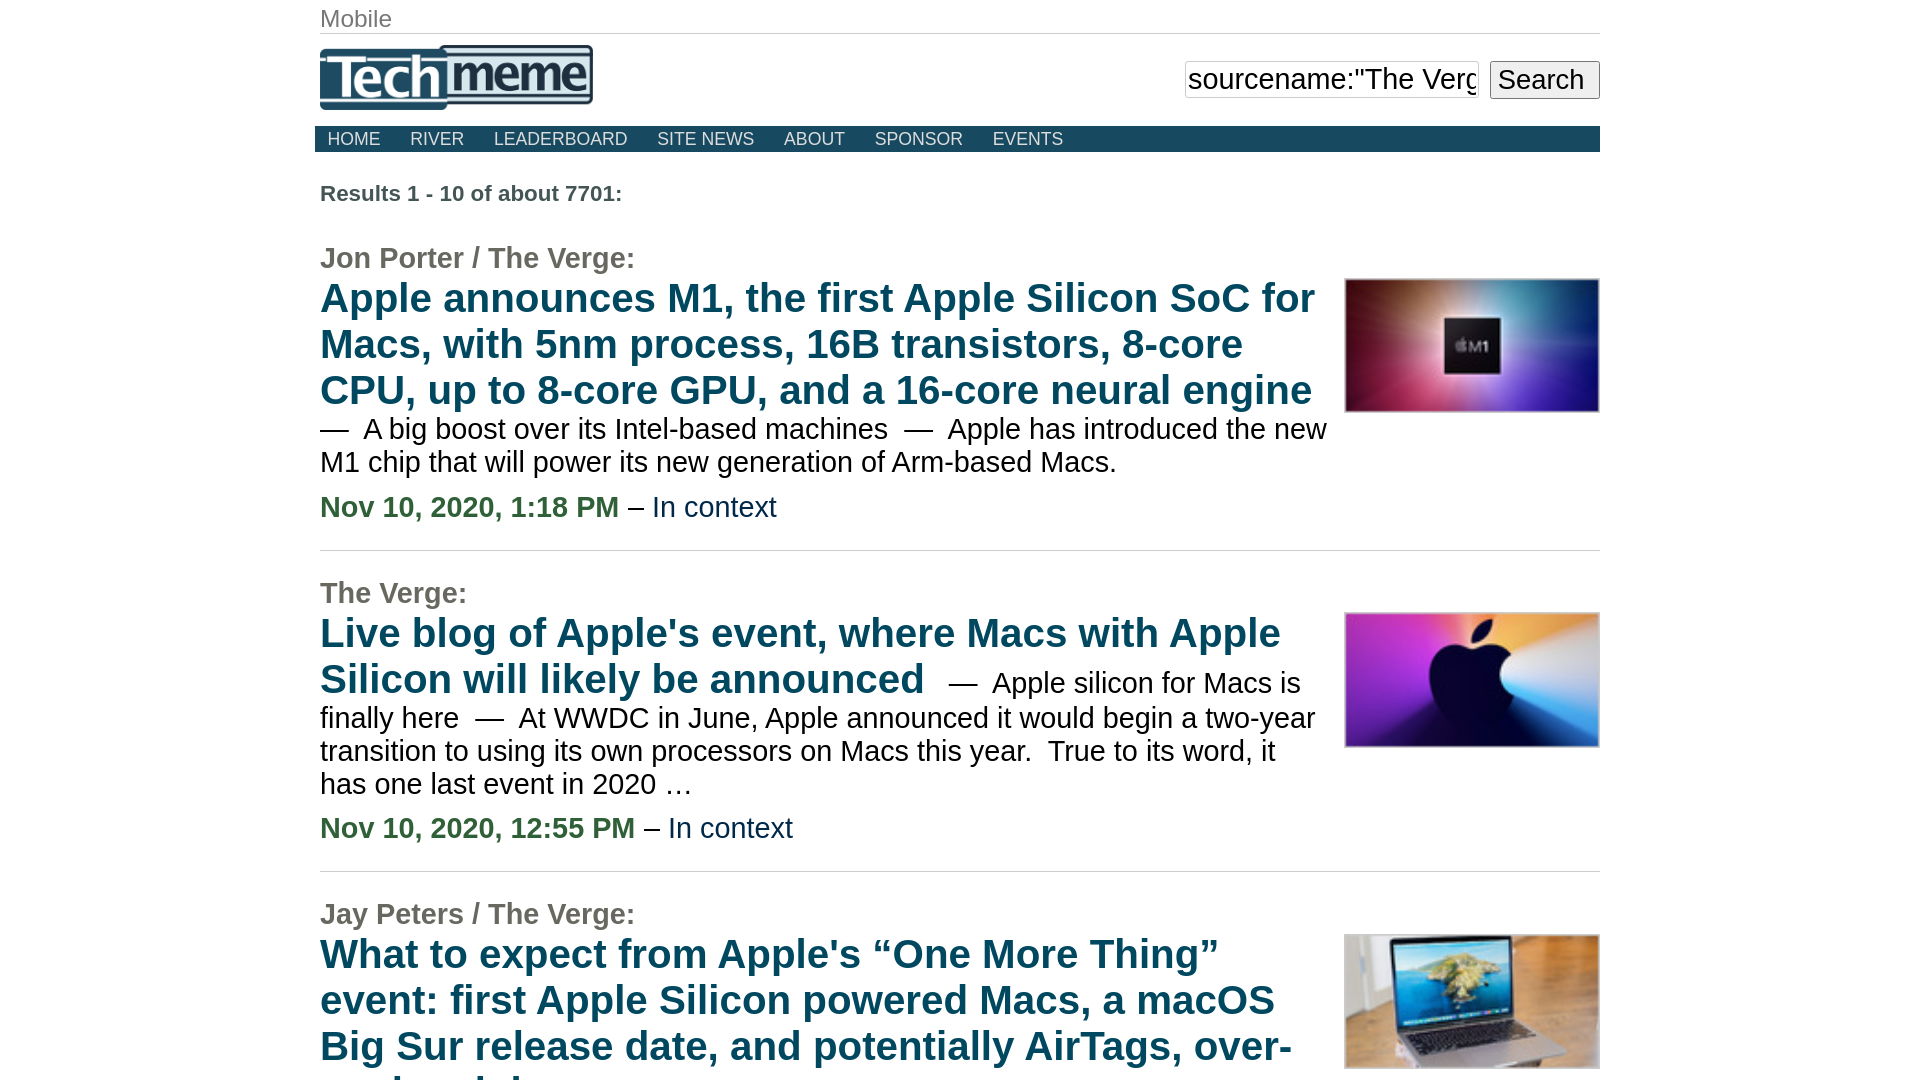 Mobile
Techmeme
sourcename:"The Verg
Search
HOME RIVER LEADERBOARD SITE NEWS ABOUT SPONSOR EVENTS
Results 1 - 10 of about 7701:
Jon Porter / The Verge:
Apple announces M1, the first Apple Silicon SoC for
Macs, with 5nm process, 16B transistors, 8-core
CPU, up to 8-core GPU, and a 16-core neural engine
— A big boost over its Intel-based machines — Apple has introduced the new
M1 chip that will power its new generation of Arm-based Macs.
M1
Nov 10, 2020, 1:18 PM – In context
The Verge:
Live blog of Apple's event, where Macs with Apple
Silicon will likely be announced — Apple silicon for Macs is
finally here — At WWDC in June, Apple announced it would begin a two-year
transition to using its own processors on Macs this year. True to its word, it
has one last event in 2020 …
Nov 10, 2020, 12:55 PM – In context
Jay Peters / The Verge:
What to expect from Apple's “One More Thing”
event: first Apple Silicon powered Macs, a macOS
Big Sur release date, and potentially AirTags, over-